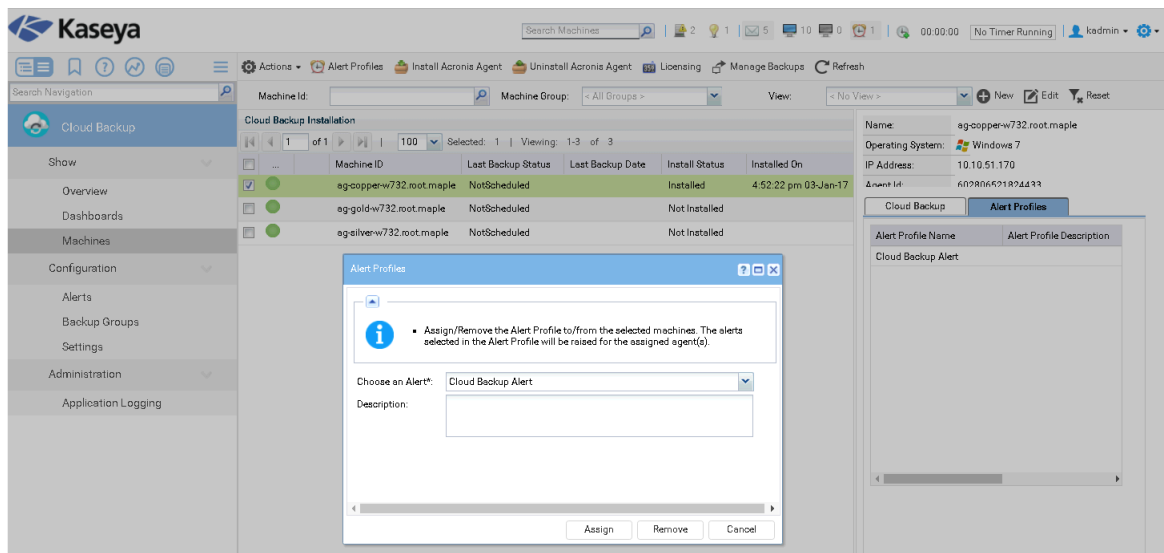 Kaseya
Search Machines
2 1 5 10 0 1 00:00:00 No Timer Running kadmin
Actions Alert Profiles Install Acronis Agent Uninstall Acronis Agent Licensing Manage Backups Refresh
Search Navigation
Machine Id: Machine Group: < All Groups > View: < No View > New Edit Reset
Cloud Backup
Show
Overview
Dashboards
Machines
Configuration
Alerts
Backup Groups
Settings
Administration
Application Logging
Cloud Backup Installation
1 of 1 | 100 Selected: 1 | Viewing: 1-3 of 3
... Machine ID Last Backup Status Last Backup Date Install Status Installed On
ag-copper-w732.root.maple NotScheduled Installed 4:52:22 pm 03-Jan-17
ag-gold-w732.root.maple NotScheduled Not Installed
ag-silver-w732.root.maple NotScheduled Not Installed
Name: ag-copper-w732.root.maple
Operating System: Windows 7
IP Address: 10.10.51.170
Agent Id: 602806521824433
Cloud Backup Alert Profiles
Alert Profile Name Alert Profile Description
Cloud Backup Alert
Alert Profiles
Assign/Remove the Alert Profile to/from the selected machines. The alerts
selected in the Alert Profile will be raised for the assigned agent(s).
Choose an Alert*: Cloud Backup Alert
Description:
Assign Remove Cancel